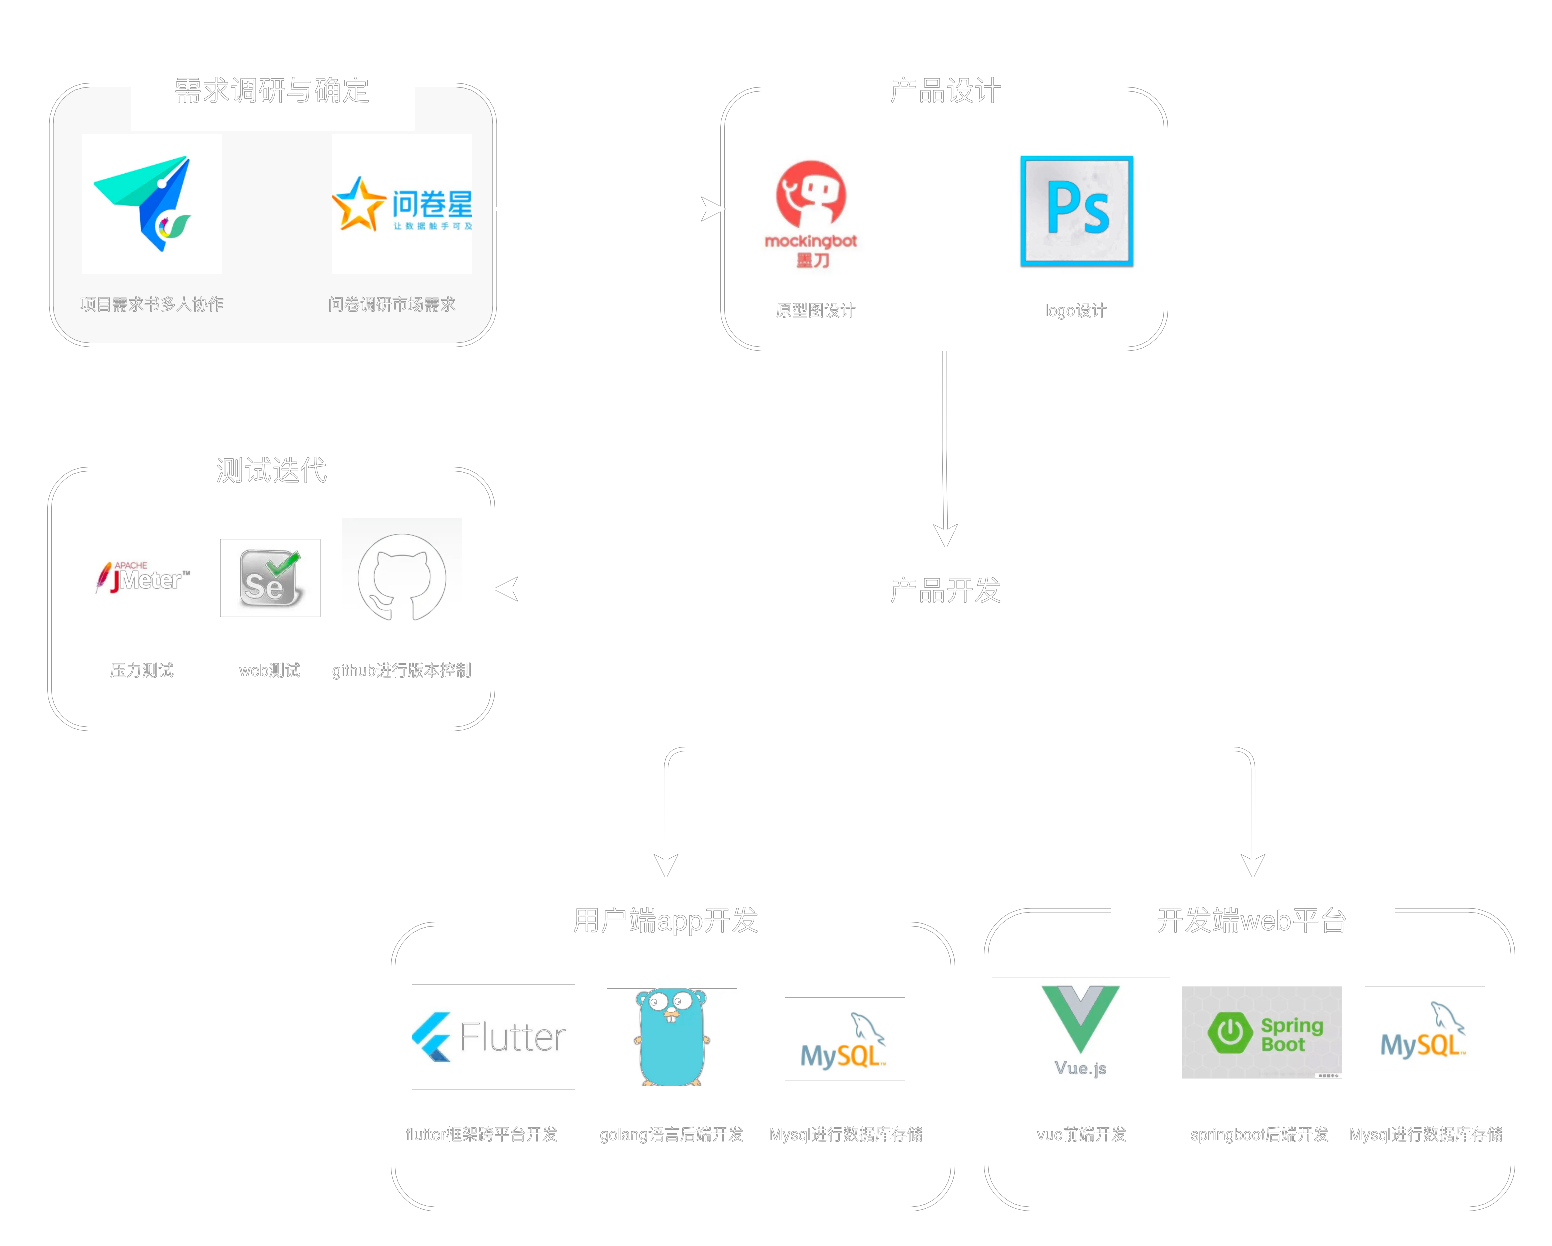 需求调研与确定
问卷星
让数据触手可及
项目需求书多人协作
问卷调研市场需求
产品设计
mockingbot
墨刀
Ps
原型图设计
logo设计
测试迭代
APACHE
JMeter™
Se
压力测试
web测试
github进行版本控制
产品开发
用户端app开发
Flutter
MySQL™
flutter框架跨平台开发
golang语言后端开发
Mysql进行数据库存储
开发端web平台
Vue.js
Spring
Boot
MySQL™
vue前端开发
springboot后端开发
Mysql进行数据库存储